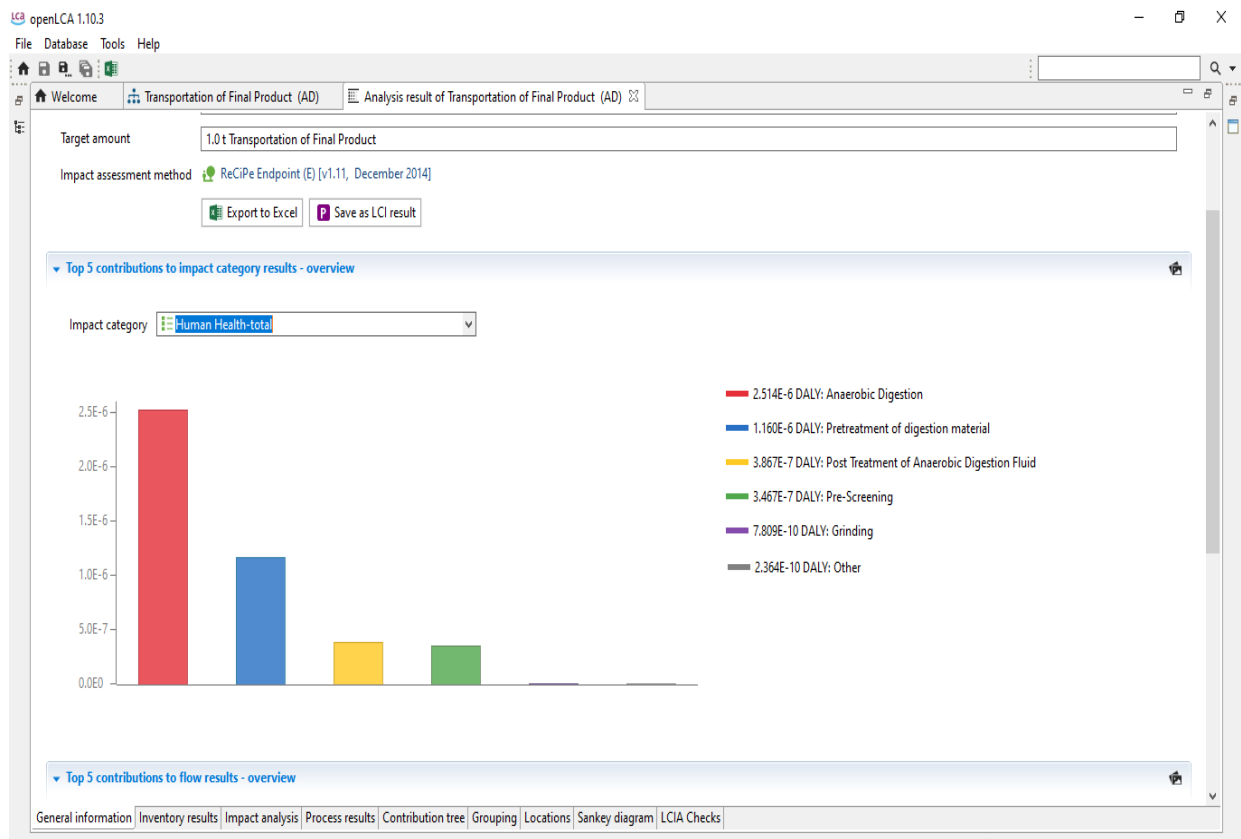 LCa openLCA 1.10.3
File Database Tools Help
Welcome Transportation of Final Product (AD) Analysis result of Transportation of Final Product (AD)
Target amount 1.0 t Transportation of Final Product
Impact assessment method ReCiPe Endpoint (E) [v1.11, December 2014]
Export to Excel P Save as LCI result
Top 5 contributions to impact category results - overview
Impact category Human Health-total
2.5E-6
2.0E-6
1.5E-6
1.0E-6
5.0E-7
0.0E0
2.514E-6 DALY: Anaerobic Digestion
1.160E-6 DALY: Pretreatment of digestion material
3.867E-7 DALY: Post Treatment of Anaerobic Digestion Fluid
3.467E-7 DALY: Pre-Screening
7.809E-10 DALY: Grinding
2.364E-10 DALY: Other
Top 5 contributions to flow results - overview
General information Inventory results Impact analysis Process results Contribution tree Grouping Locations Sankey diagram LCIA Checks